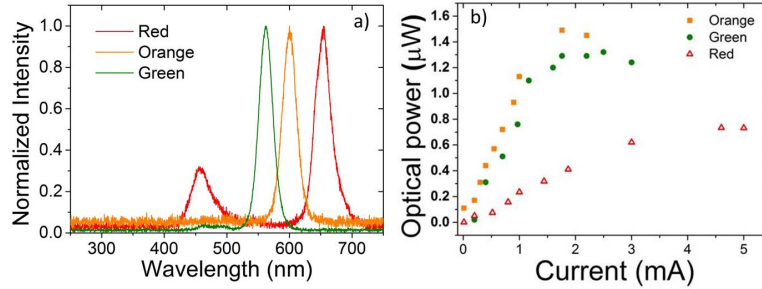 a)
Red
Orange
Green
Normalized Intensity
1.0
0.8
0.6
0.4
0.2
0.0
300 400 500 600 700
Wavelength (nm)
b)
Orange
Green
Red
Optical power (µW)
1.6
1.4
1.2
1.0
0.8
0.6
0.4
0.2
0.0
0 1 2 3 4 5
Current (mA)